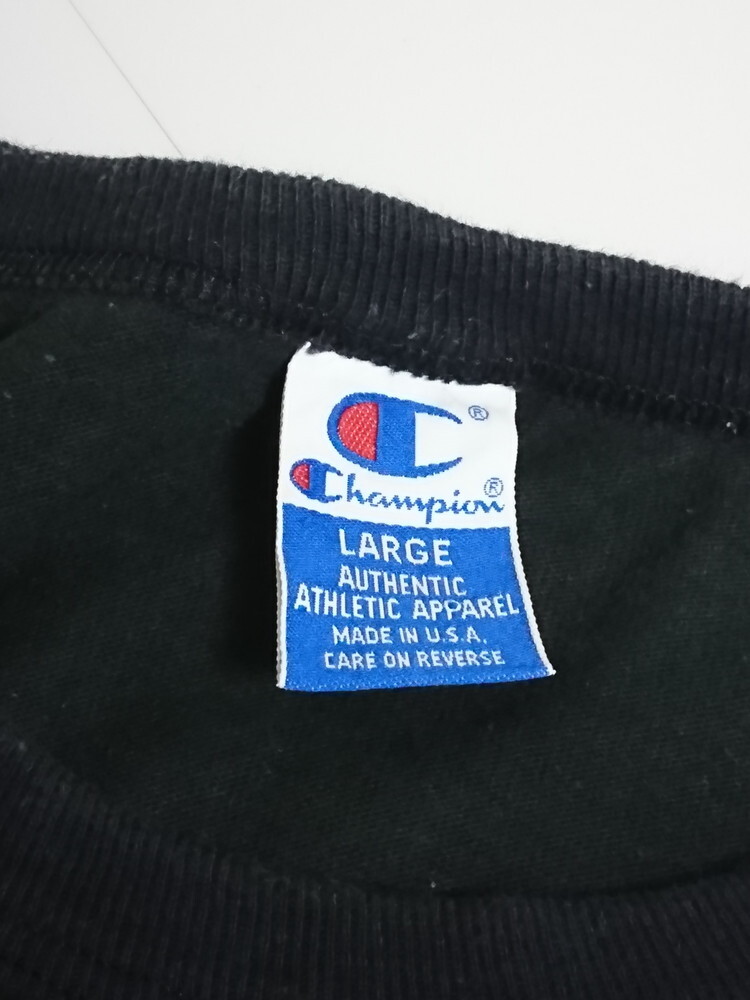 ®
Champion®
LARGE
AUTHENTIC
ATHLETIC APPAREL
MADE IN U.S.A.
CARE ON REVERSE